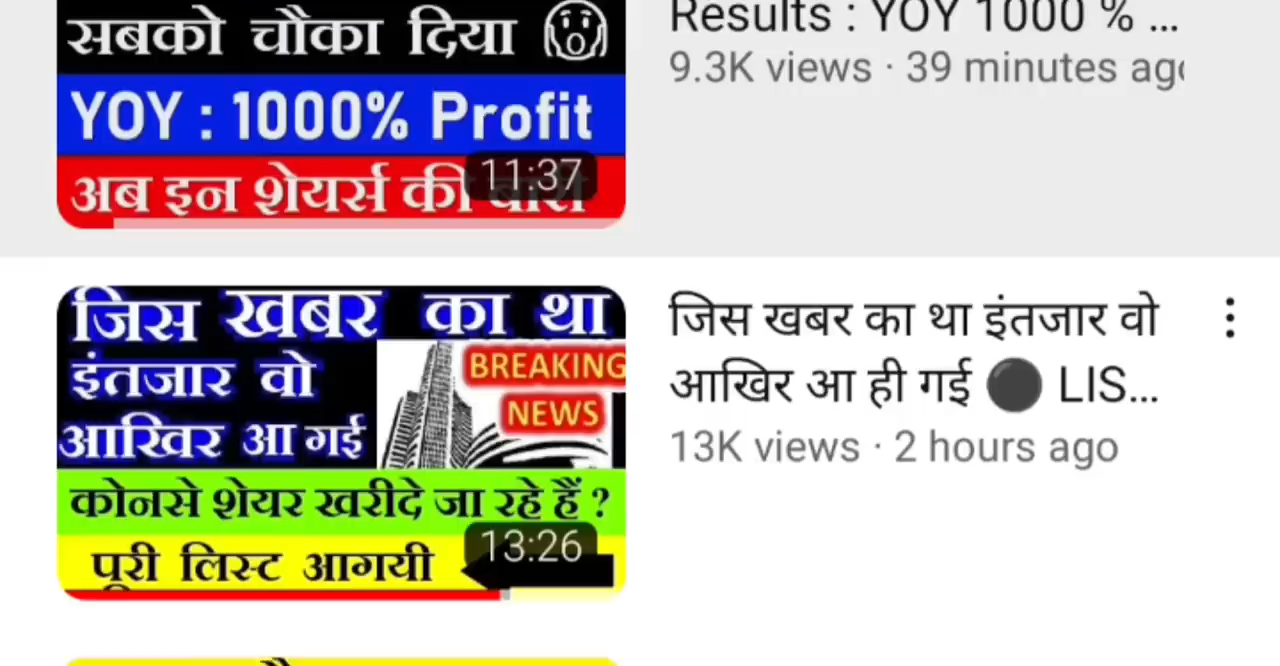 सबको चौका दिया
YOY : 1000% Profit
अब इन शेयर्स की बारी
11:37
Results : YOY 1000 % ...
9.3K views · 39 minutes ago
जिस खबर का था
इंतजार वो
आखिर आ गई
BREAKING
NEWS
कोनसे शेयर खरीदे जा रहे हैं ?
पूरी लिस्ट आगयी
13:26
जिस खबर का था इंतजार वो
आखिर आ ही गई ⚫ LIS...
13K views · 2 hours ago